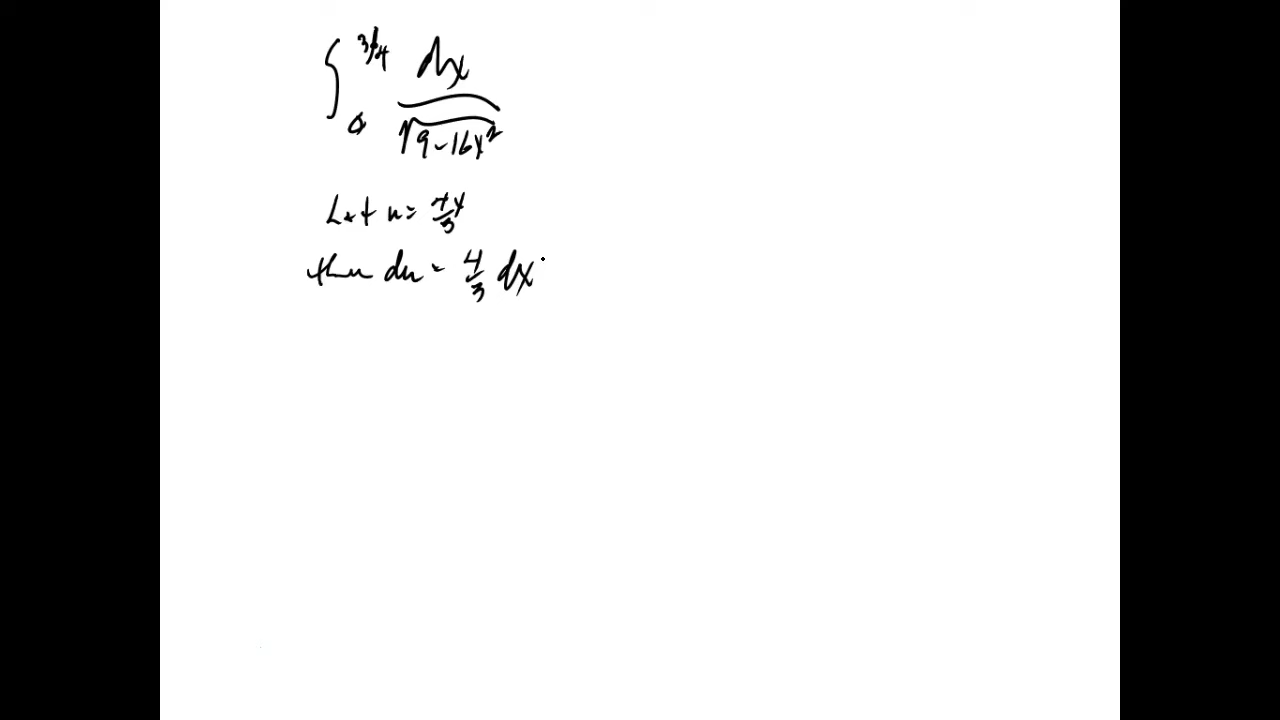 ∫₀^{3/4} dx / √(9-16x²)
Let u = 4/3 x
then du = 4/3 dx